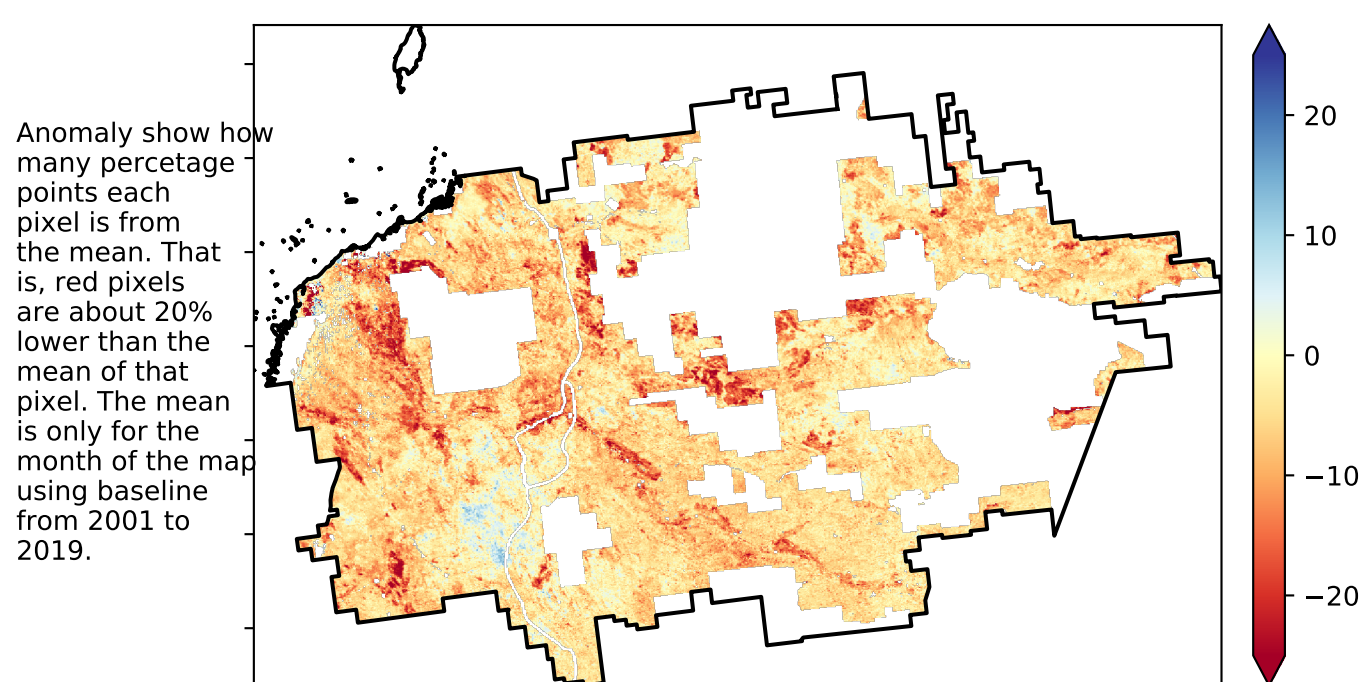 Anomaly show how
many percetage
points each
pixel is from
the mean. That
is, red pixels
are about 20%
lower than the
mean of that
pixel. The mean
is only for the
month of the map
using baseline
from 2001 to
2019.
20
10
0
−10
−20